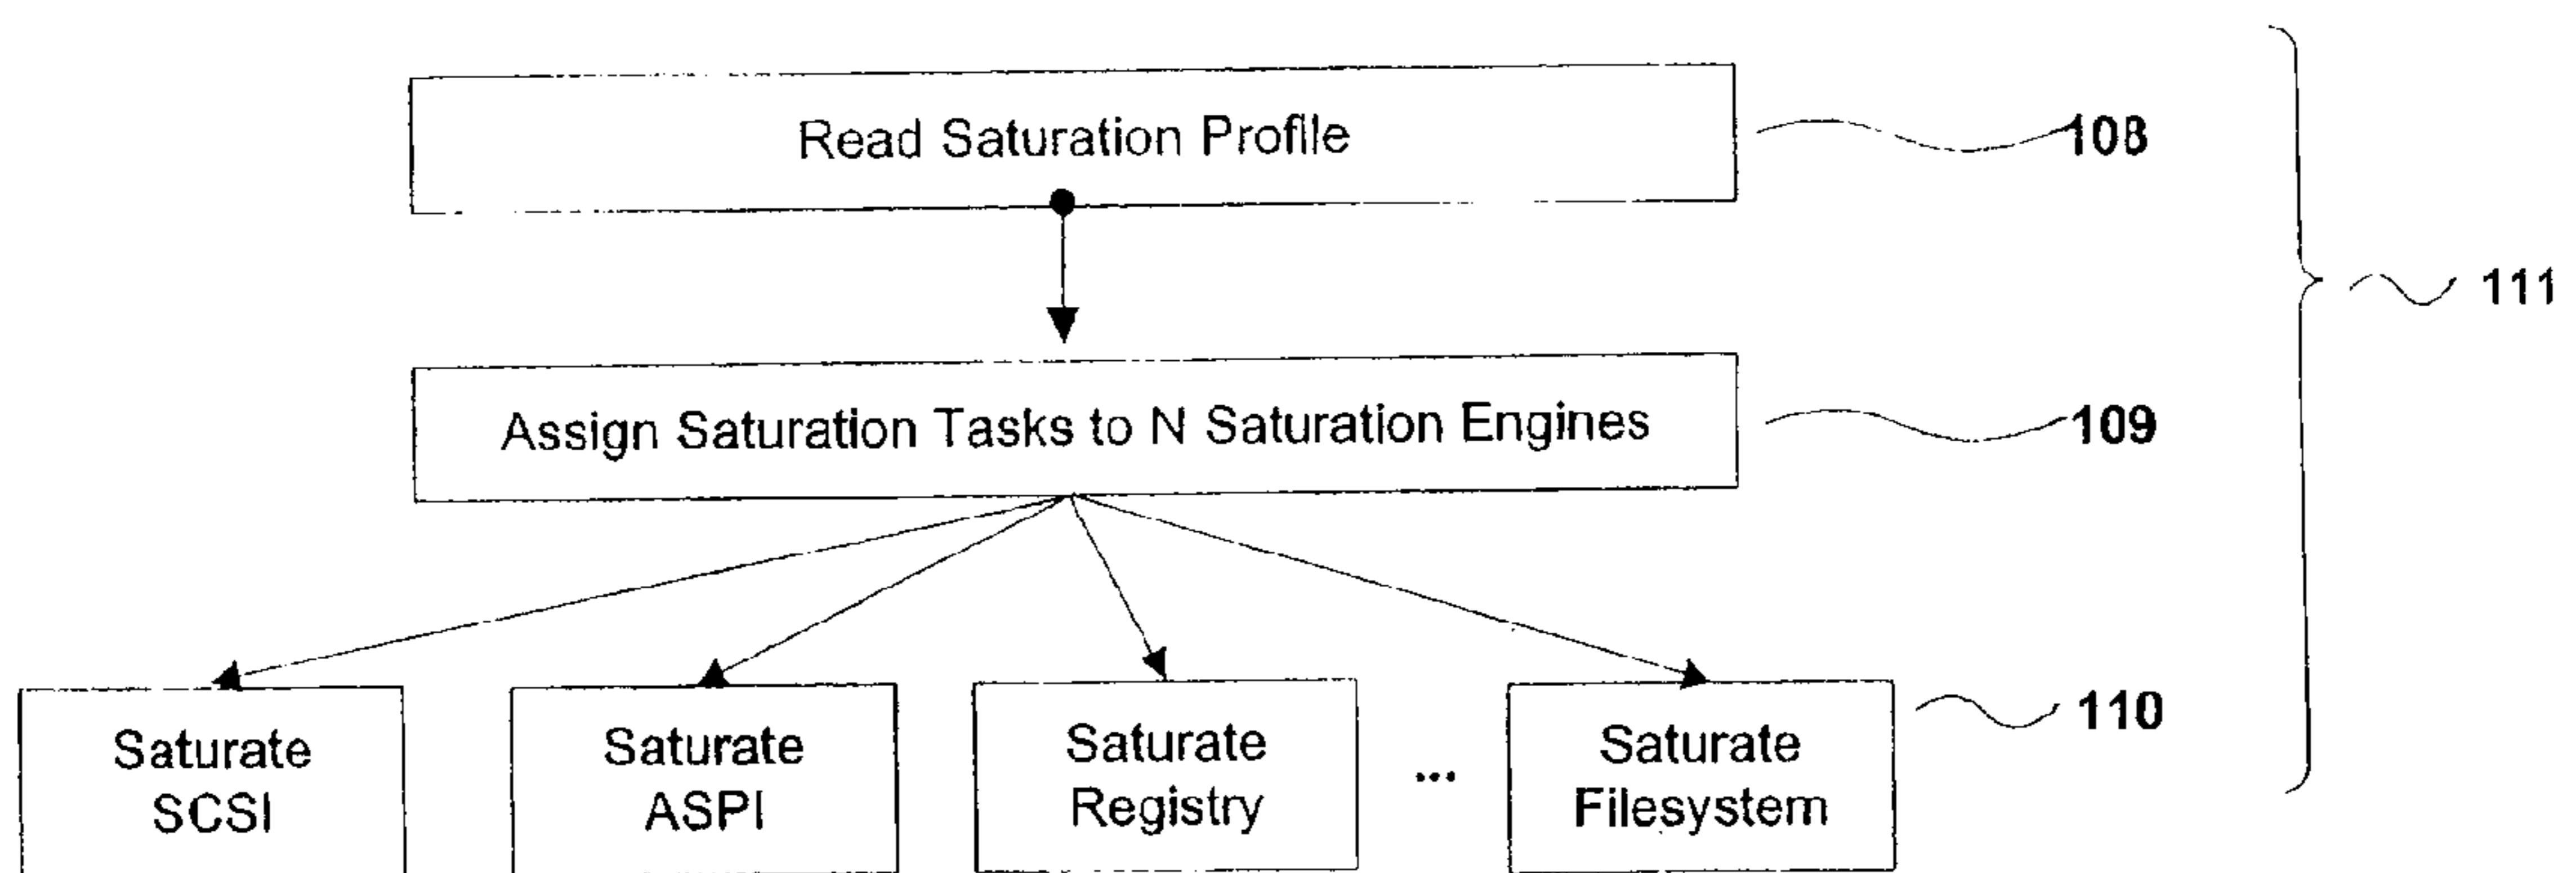 Read Saturation Profile
108
111
Assign Saturation Tasks to N Saturation Engines
109
110
Saturate
SCSI
Saturate
ASPI
Saturate
Registry
...
Saturate
Filesystem